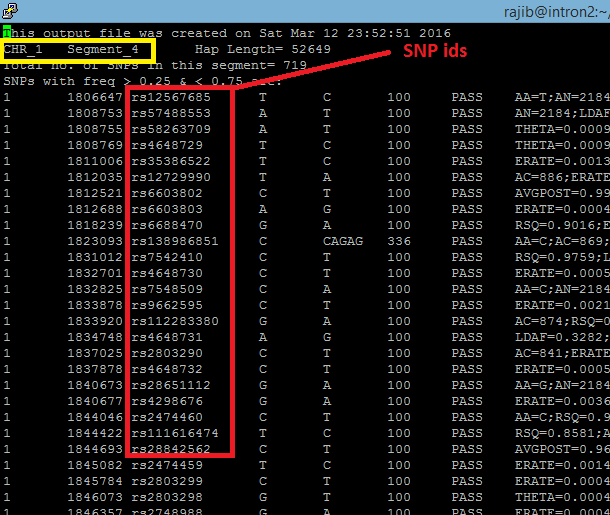 rajib@intron2:~/
This output file was created on Sat Mar 12 23:52:51 2016
CHR_1 Segment_4 Hap Length= 52649
Total no. of SNPs in this segment= 719
SNP ids
SNPs with freq > 0.25 & < 0.75 are:
1 1806647 rs12567685 T C 100 PASS AA=T;AN=2184
1 1808753 rs57488553 A T 100 PASS AN=2184;LDAF
1 1808755 rs58263709 A T 100 PASS THETA=0.0009
1 1808769 rs4648729 T C 100 PASS THETA=0.0009
1 1811006 rs35386522 T C 100 PASS ERATE=0.0013
1 1812035 rs12729990 T A 100 PASS AC=886;ERATE
1 1812521 rs6603802 C T 100 PASS AVGPOST=0.99
1 1812688 rs6603803 A G 100 PASS ERATE=0.0004
1 1818239 rs6688470 G A 100 PASS RSQ=0.9016;E
1 1823093 rs138986851 C CAGAG 336 PASS AA=C;AC=869;
1 1831012 rs7542410 C T 100 PASS RSQ=0.9759;L
1 1832701 rs4648730 C T 100 PASS ERATE=0.0005
1 1832825 rs7548509 C A 100 PASS AA=C;AN=2184
1 1833878 rs9662595 C T 100 PASS ERATE=0.0021
1 1833920 rs112283380 G A 100 PASS AC=874;RSQ=0
1 1834748 rs4648731 A G 100 PASS LDAF=0.3282;
1 1837025 rs2803290 C T 100 PASS AC=841;ERATE
1 1837878 rs4648732 C T 100 PASS ERATE=0.0005
1 1840673 rs28651112 G A 100 PASS AA=G;AN=2184
1 1840677 rs4298676 G A 100 PASS ERATE=0.0036
1 1844046 rs2474460 C T 100 PASS AA=C;RSQ=0.9
1 1844422 rs111616474 T C 100 PASS RSQ=0.8581;A
1 1844693 rs28842562 C T 100 PASS AVGPOST=0.96
1 1845082 rs2474459 T C 100 PASS ERATE=0.0014
1 1845784 rs2803299 C T 100 PASS ERATE=0.0005
1 1846073 rs2803298 G T 100 PASS THETA=0.0004
1 1846357 rs2748988 G A 100 PASS ERATE=0.0004